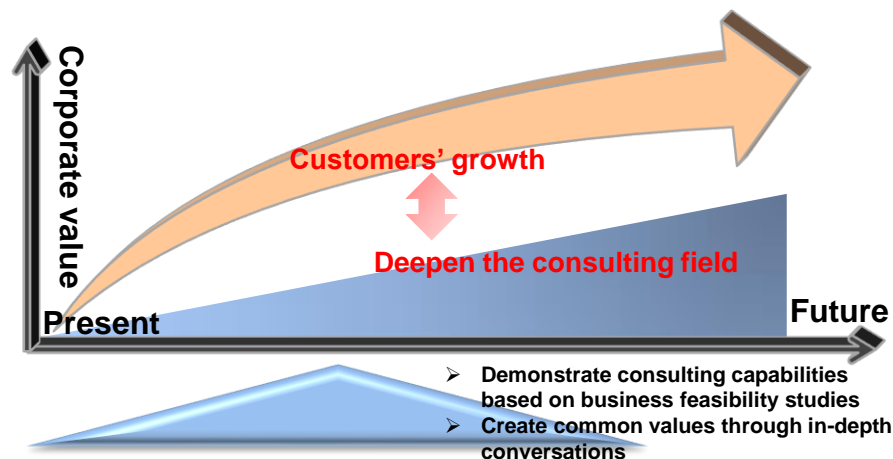 Corporate value
Customers’ growth
Deepen the consulting field
Present
Future
➢ Demonstrate consulting capabilities
based on business feasibility studies
➢ Create common values through in-depth
conversations